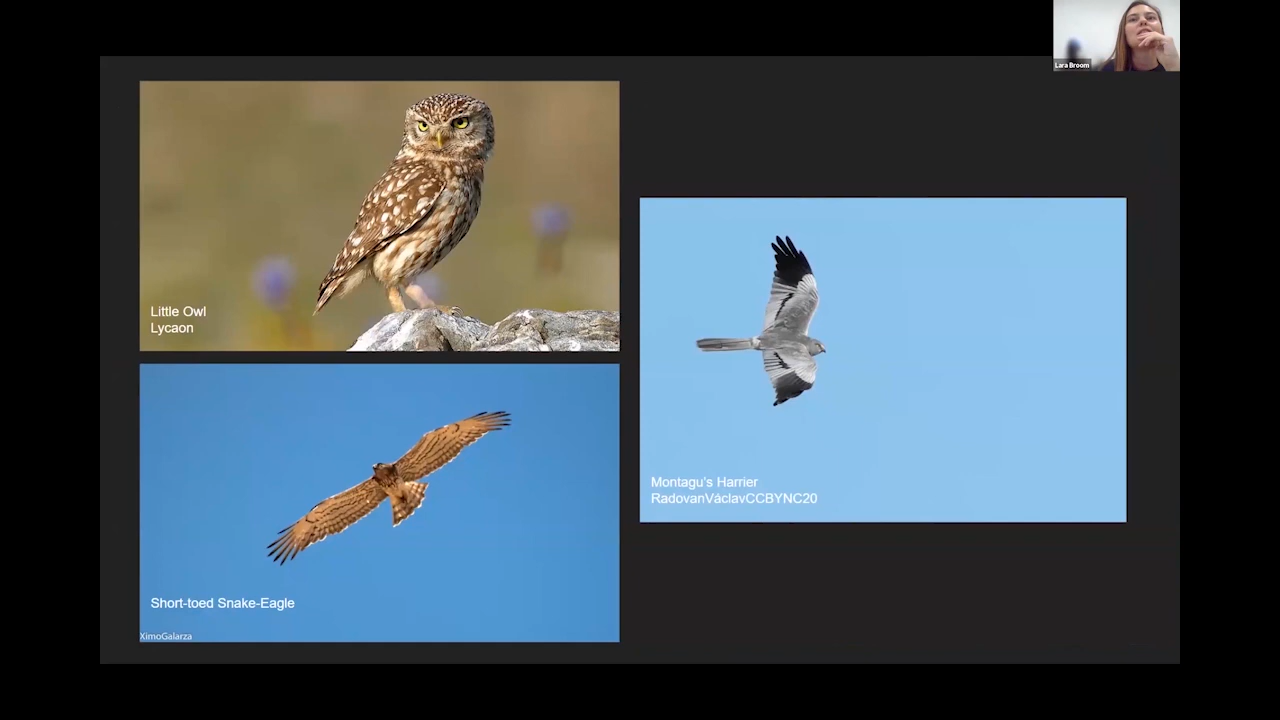 Lara Broom
Little Owl
Lycaon
Montagu's Harrier
RadovanVáclavCCBYNC20
Short-toed Snake-Eagle
XimoGalarza